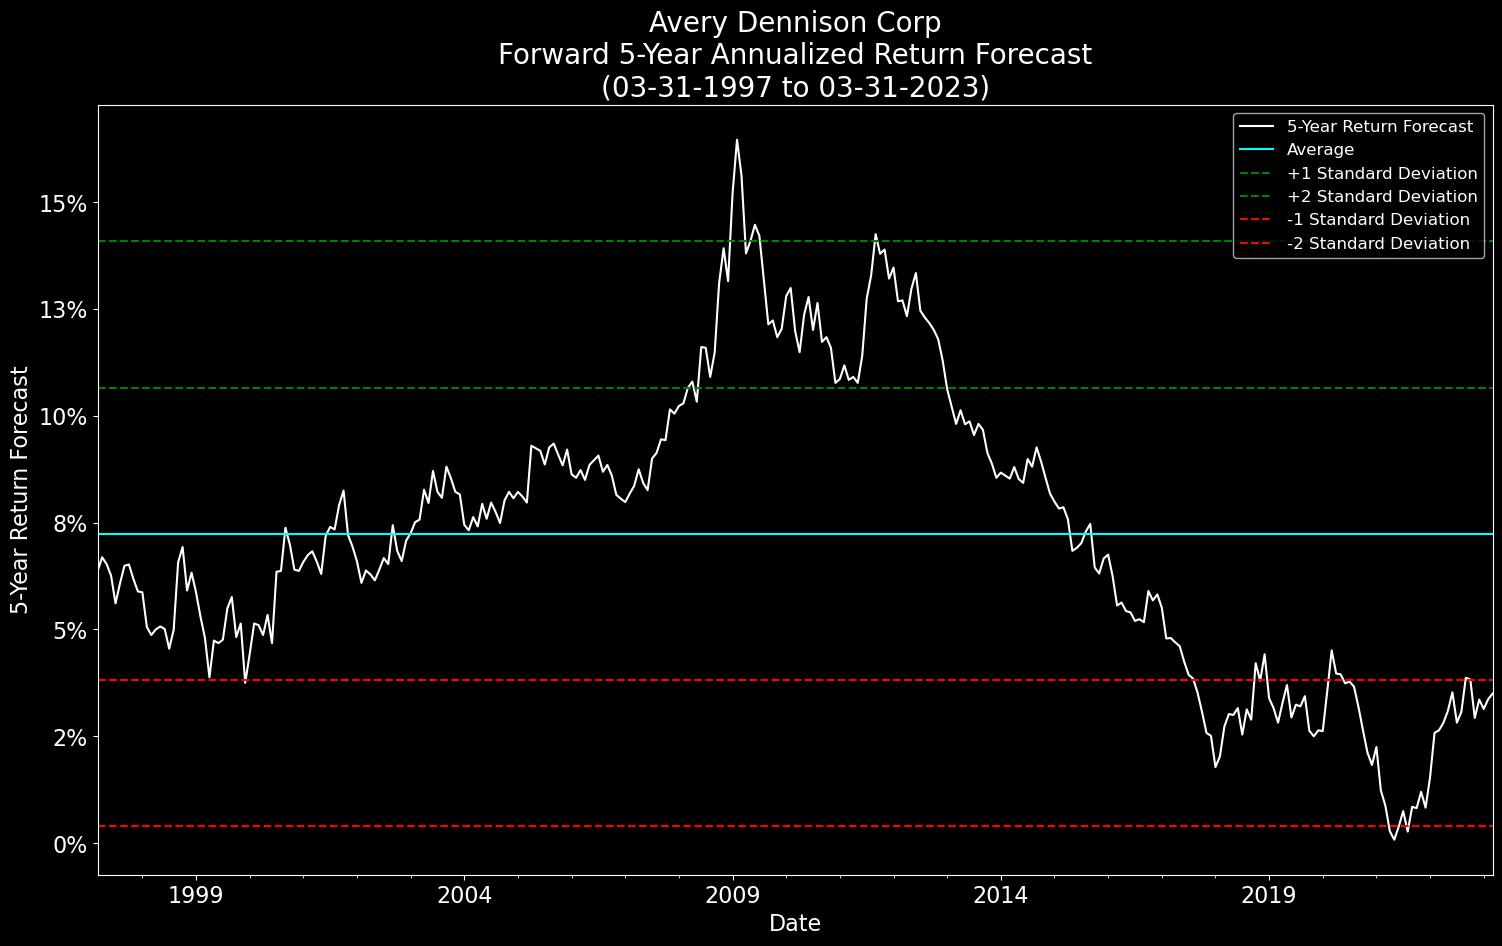 Avery Dennison Corp
Forward 5-Year Annualized Return Forecast
(03-31-1997 to 03-31-2023)
5-Year Return Forecast
Average
+1 Standard Deviation
+2 Standard Deviation
-1 Standard Deviation
-2 Standard Deviation
15%
13%
10%
8%
5%
2%
0%
5-Year Return Forecast
1999
2004
2009
2014
2019
Date